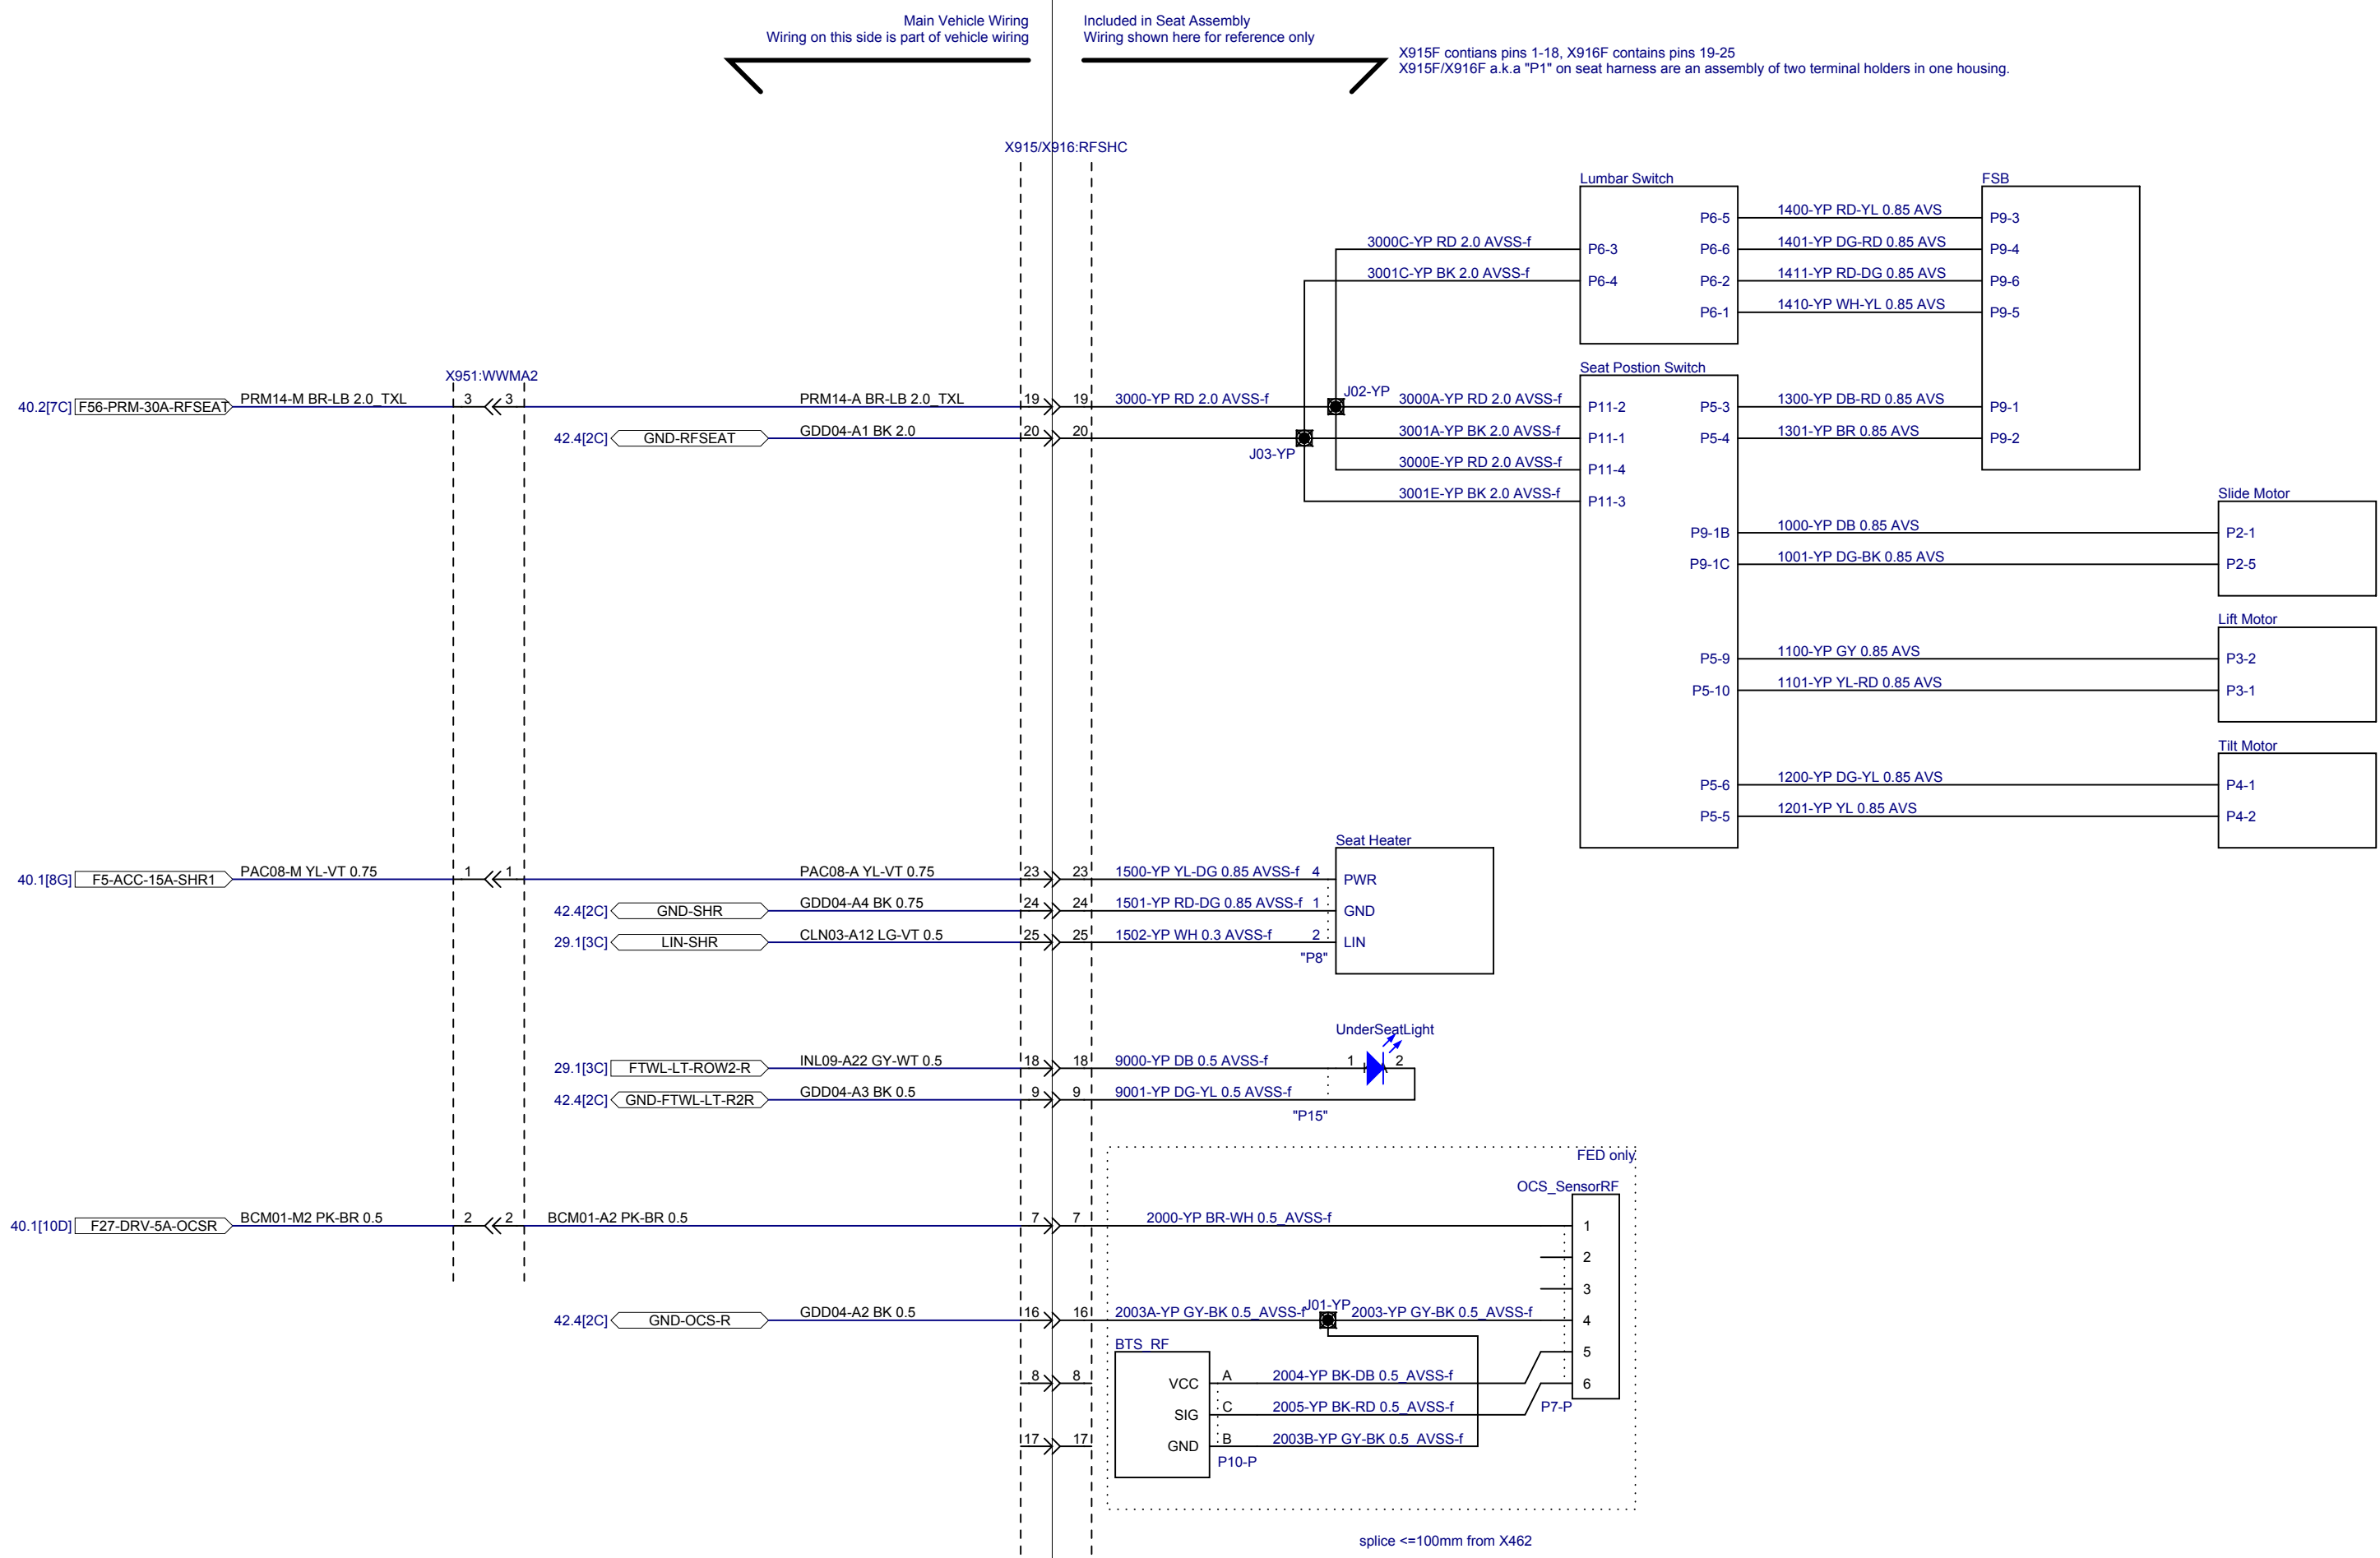 Main Vehicle Wiring
Wiring on this side is part of vehicle wiring
Included in Seat Assembly
Wiring shown here for reference only
X915F contians pins 1-18, X916F contains pins 19-25
X915F/X916F a.k.a "P1" on seat harness are an assembly of two terminal holders in one housing.
X915/X916:RFSHC
Lumbar Switch
FSB
P6-5 1400-YP RD-YL 0.85 AVS P9-3
3000C-YP RD 2.0 AVSS-f P6-3 P6-6 1401-YP DG-RD 0.85 AVS P9-4
3001C-YP BK 2.0 AVSS-f P6-4 P6-2 1411-YP RD-DG 0.85 AVS P9-6
P6-1 1410-YP WH-YL 0.85 AVS P9-5
X951:WWMA2
Seat Postion Switch
40.2[7C] F56-PRM-30A-RFSEAT PRM14-M BR-LB 2.0_TXL 3 3 PRM14-A BR-LB 2.0_TXL 19 19 3000-YP RD 2.0 AVSS-f J02-YP 3000A-YP RD 2.0 AVSS-f P11-2 P5-3 1300-YP DB-RD 0.85 AVS P9-1
42.4[2C] GND-RFSEAT GDD04-A1 BK 2.0 20 20 J03-YP 3001A-YP BK 2.0 AVSS-f P11-1 P5-4 1301-YP BR 0.85 AVS P9-2
3000E-YP RD 2.0 AVSS-f P11-4
3001E-YP BK 2.0 AVSS-f P11-3
Slide Motor
P9-1B 1000-YP DB 0.85 AVS P2-1
P9-1C 1001-YP DG-BK 0.85 AVS P2-5
Lift Motor
P5-9 1100-YP GY 0.85 AVS P3-2
P5-10 1101-YP YL-RD 0.85 AVS P3-1
Tilt Motor
P5-6 1200-YP DG-YL 0.85 AVS P4-1
P5-5 1201-YP YL 0.85 AVS P4-2
Seat Heater
40.1[8G] F5-ACC-15A-SHR1 PAC08-M YL-VT 0.75 1 1 PAC08-A YL-VT 0.75 23 23 1500-YP YL-DG 0.85 AVSS-f 4 PWR
42.4[2C] GND-SHR GDD04-A4 BK 0.75 24 24 1501-YP RD-DG 0.85 AVSS-f 1 GND
29.1[3C] LIN-SHR CLN03-A12 LG-VT 0.5 25 25 1502-YP WH 0.3 AVSS-f 2 LIN
"P8"
UnderSeatLight
29.1[3C] FTWL-LT-ROW2-R INL09-A22 GY-WT 0.5 18 18 9000-YP DB 0.5 AVSS-f 1 2
42.4[2C] GND-FTWL-LT-R2R GDD04-A3 BK 0.5 9 9 9001-YP DG-YL 0.5 AVSS-f
"P15"
FED only
OCS_SensorRF
40.1[10D] F27-DRV-5A-OCSR BCM01-M2 PK-BR 0.5 2 2 BCM01-A2 PK-BR 0.5 7 7 2000-YP BR-WH 0.5_AVSS-f 1
2
3
42.4[2C] GND-OCS-R GDD04-A2 BK 0.5 16 16 2003A-YP GY-BK 0.5_AVSS-f J01-YP 2003-YP GY-BK 0.5_AVSS-f 4
BTS_RF
5
8 8 VCC A 2004-YP BK-DB 0.5_AVSS-f 6
SIG C 2005-YP BK-RD 0.5_AVSS-f P7-P
17 17 GND B 2003B-YP GY-BK 0.5_AVSS-f
P10-P
splice <=100mm from X462